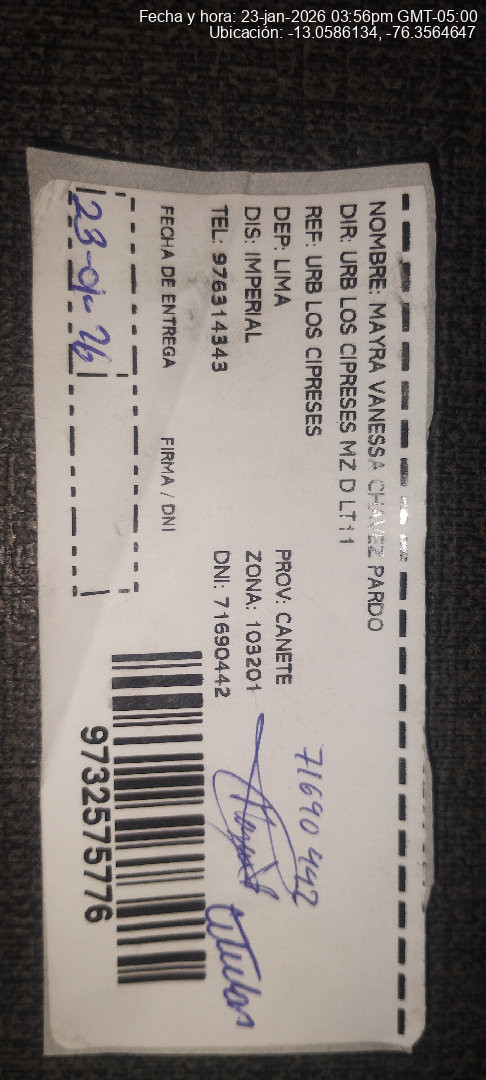 Fecha y hora: 23-jan-2026 03:56pm GMT-05:00
Ubicación: -13.0586134, -76.3564647
NOMBRE: MAYRA VANESSA CHAVEZ PARDO
DIR: URB LOS CIPRESES MZ D LT11
REF: URB LOS CIPRESES
DEP: LIMA PROV: CANETE
DIS: IMPERIAL ZONA: 103201
TEL: 976314343 DNI: 71690442
71690442
Titular
FECHA DE ENTREGA FIRMA / DNI
23-01-26
9732575776